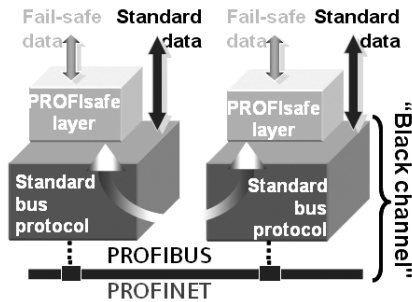 Fail-safe
data
Standard
data
Fail-safe
data
Standard
data
PROFIsafe
layer
PROFIsafe
layer
Standard
bus
protocol
Standard
bus
protocol
"Black channel"
PROFIBUS
PROFINET